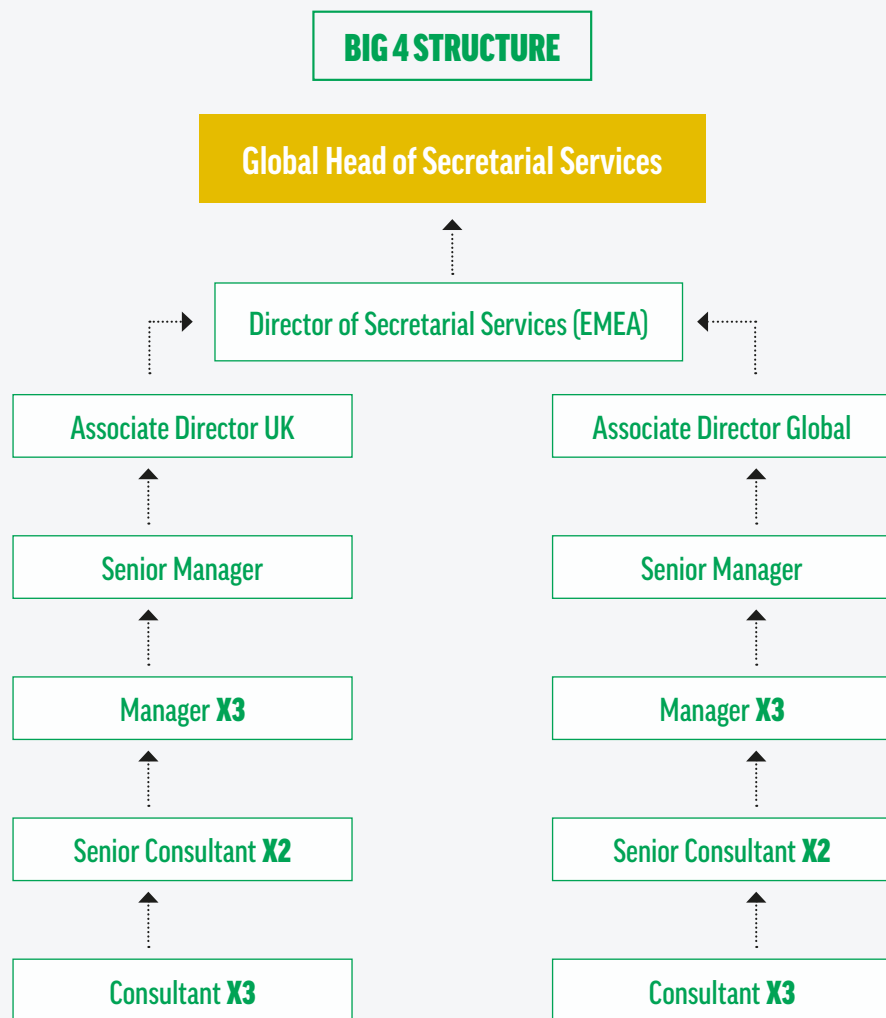 BIG 4 STRUCTURE
Global Head of Secretarial Services
Director of Secretarial Services (EMEA)
Associate Director UK
Associate Director Global
Senior Manager
Senior Manager
Manager X3
Manager X3
Senior Consultant X2
Senior Consultant X2
Consultant X3
Consultant X3